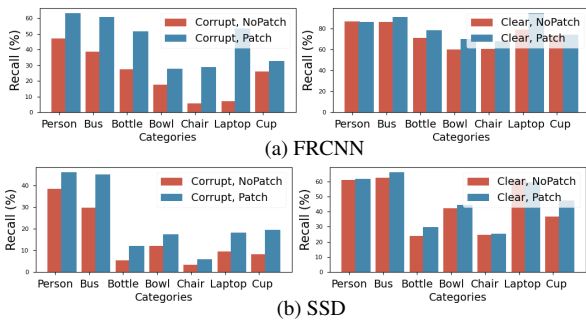 Recall (%)
60
50
40
30
20
10
0
Corrupt, NoPatch
Corrupt, Patch
Person Bus Bottle Bowl Chair Laptop Cup
Categories
Recall (%)
80
60
40
20
0
Clear, NoPatch
Clear, Patch
Person Bus Bottle Bowl Chair Laptop Cup
Categories
(a) FRCNN
Recall (%)
40
30
20
10
0
Corrupt, NoPatch
Corrupt, Patch
Person Bus Bottle Bowl Chair Laptop Cup
Categories
Recall (%)
60
50
40
30
20
10
0
Clear, NoPatch
Clear, Patch
Person Bus Bottle Bowl Chair Laptop Cup
Categories
(b) SSD